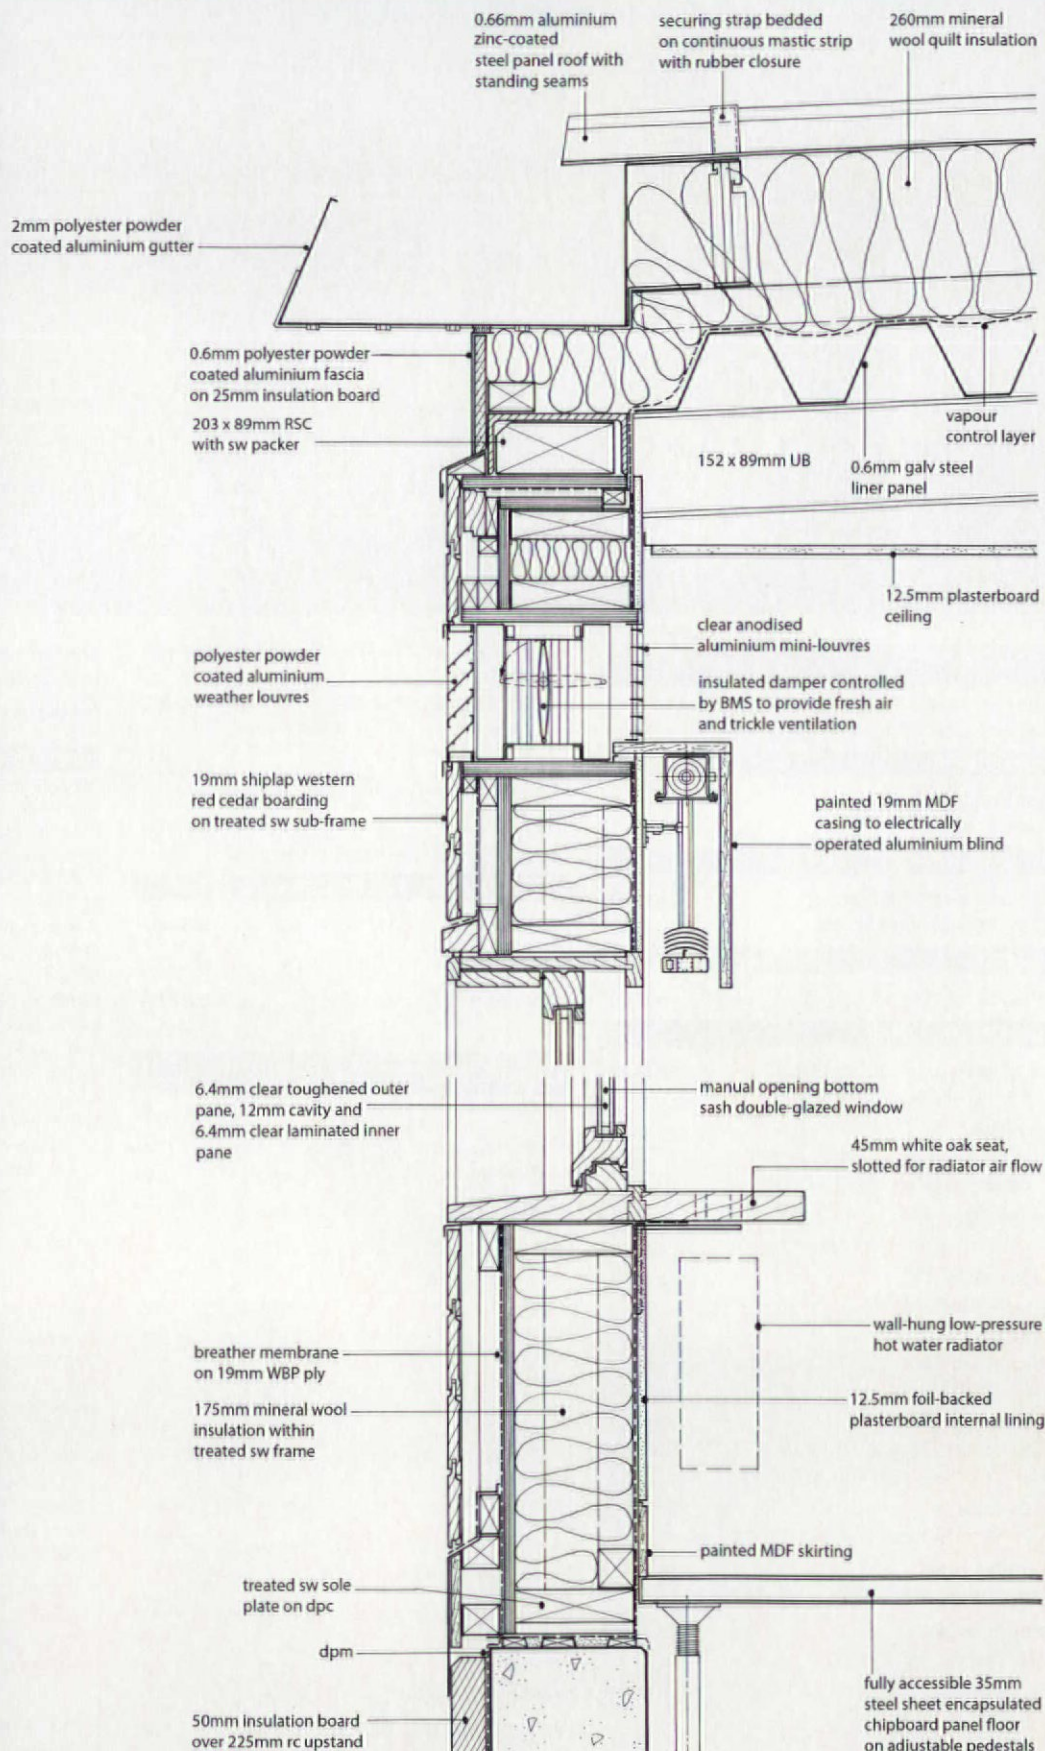 0.66mm aluminium
zinc-coated
steel panel roof with
standing seams
securing strap bedded
on continuous mastic strip
with rubber closure
260mm mineral
wool quilt insulation
2mm polyester powder
coated aluminium gutter
0.6mm polyester powder
coated aluminium fascia
on 25mm insulation board
203 x 89mm RSC
with sw packer
vapour
control layer
152 x 89mm UB
0.6mm galv steel
liner panel
12.5mm plasterboard
ceiling
clear anodised
aluminium mini-louvres
polyester powder
coated aluminium
weather louvres
insulated damper controlled
by BMS to provide fresh air
and trickle ventilation
19mm shiplap western
red cedar boarding
on treated sw sub-frame
painted 19mm MDF
casing to electrically
operated aluminium blind
6.4mm clear toughened outer
pane, 12mm cavity and
6.4mm clear laminated inner
pane
manual opening bottom
sash double-glazed window
45mm white oak seat,
slotted for radiator air flow
wall-hung low-pressure
hot water radiator
breather membrane
on 19mm WBP ply
175mm mineral wool
insulation within
treated sw frame
12.5mm foil-backed
plasterboard internal lining
painted MDF skirting
treated sw sole
plate on dpc
dpm
50mm insulation board
over 225mm rc upstand
fully accessible 35mm
steel sheet encapsulated
chipboard panel floor
on adjustable pedestals